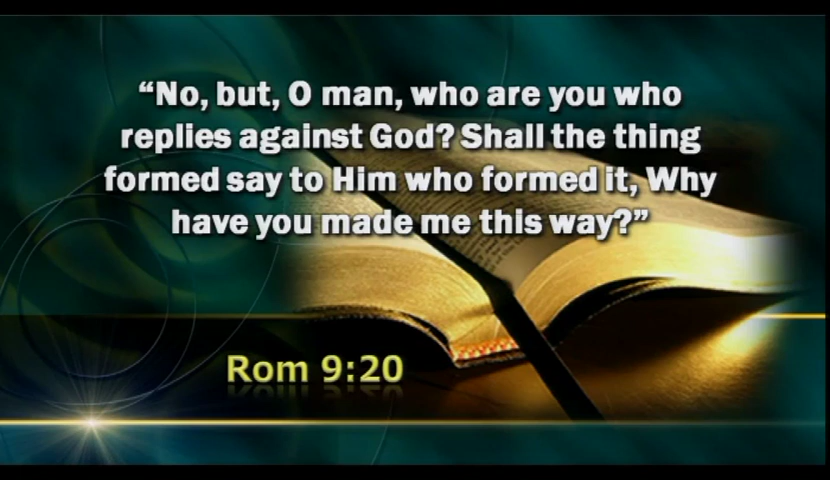 “No, but, O man, who are you who
replies against God? Shall the thing
formed say to Him who formed it, Why
have you made me this way?”
Rom 9:20